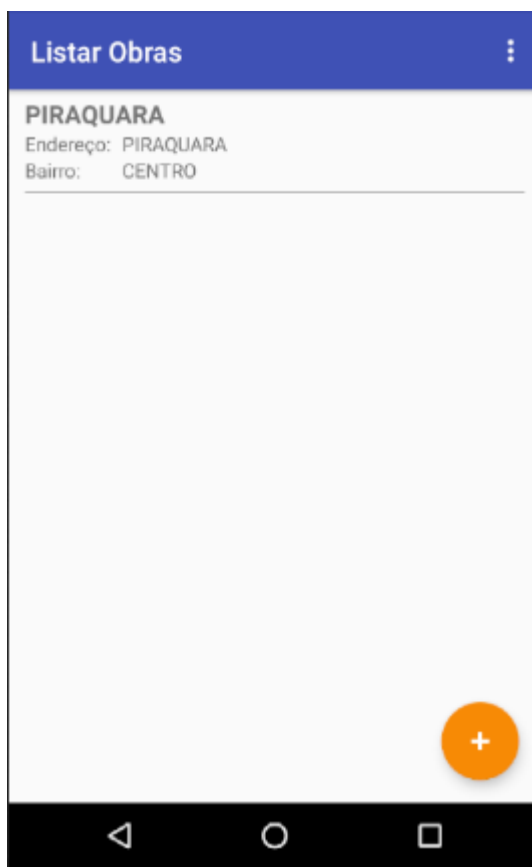 Listar Obras
PIRAQUARA
Endereço: PIRAQUARA
Bairro: CENTRO
+